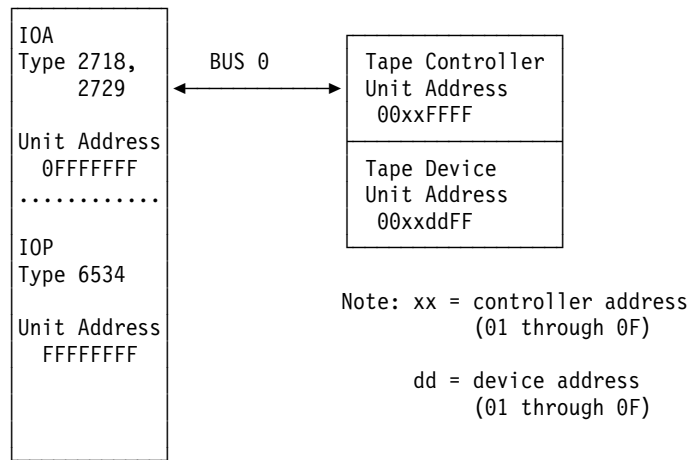 IOA
Type 2718,
2729
Unit Address
0FFFFFFF
............
IOP
Type 6534
Unit Address
FFFFFFFF
BUS 0
Tape Controller
Unit Address
00xxFFFF
Tape Device
Unit Address
00xxddFF
Note: xx = controller address
(01 through 0F)
dd = device address
(01 through 0F)